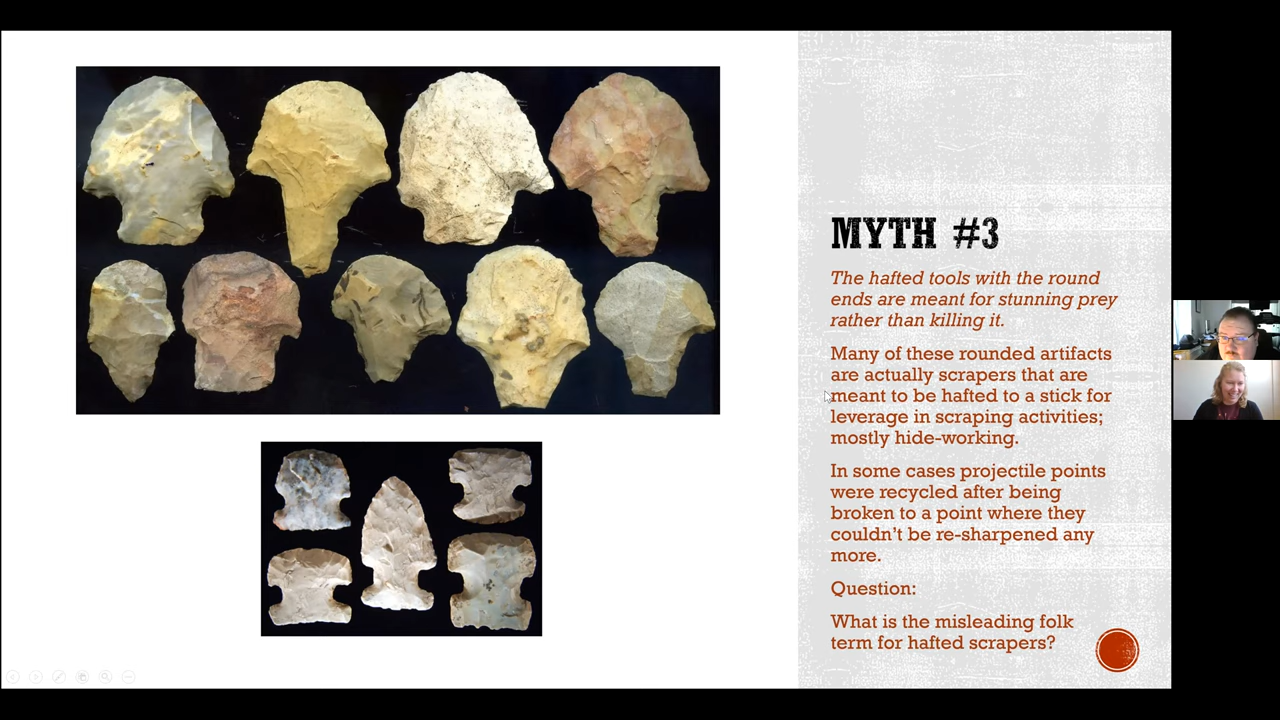 MYTH #3
The hafted tools with the round
ends are meant for stunning prey
rather than killing it.
Many of these rounded artifacts
are actually scrapers that are
meant to be hafted to a stick for
leverage in scraping activities;
mostly hide-working.
In some cases projectile points
were recycled after being
broken to a point where they
couldn't be re-sharpened any
more.
Question:
What is the misleading folk
term for hafted scrapers?